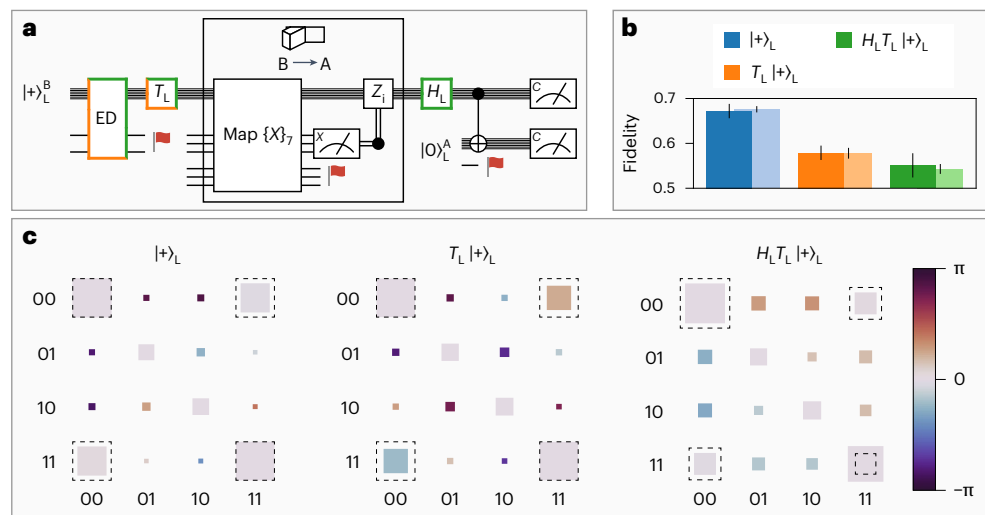 a
B → A
|+⟩_L^B
ED
T_L
Map {X}_7
X
Z_i
H_L
|0⟩_L^A
C
C
b
|+⟩_L
H_L T_L |+⟩_L
T_L |+⟩_L
Fidelity
0.7
0.6
0.5
c
|+⟩_L
00
01
10
11
00 01 10 11
T_L |+⟩_L
00
01
10
11
00 01 10 11
H_L T_L |+⟩_L
00
01
10
11
00 01 10 11
π
0
−π